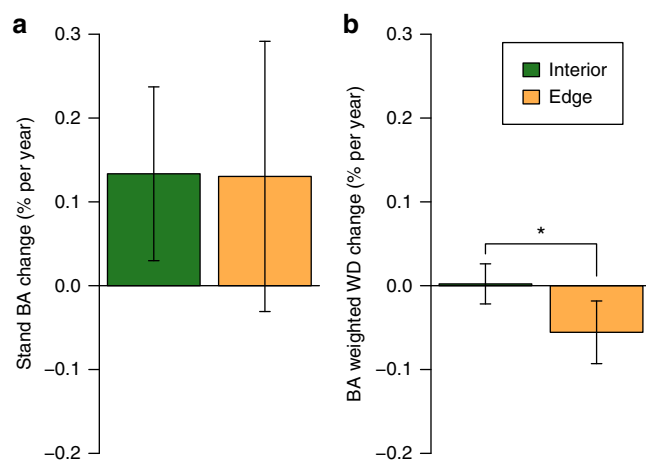 a
Stand BA change (% per year)
0.3
0.2
0.1
0.0
−0.1
−0.2
b
BA weighted WD change (% per year)
0.3
0.2
0.1
0.0
−0.1
−0.2
Interior
Edge
*